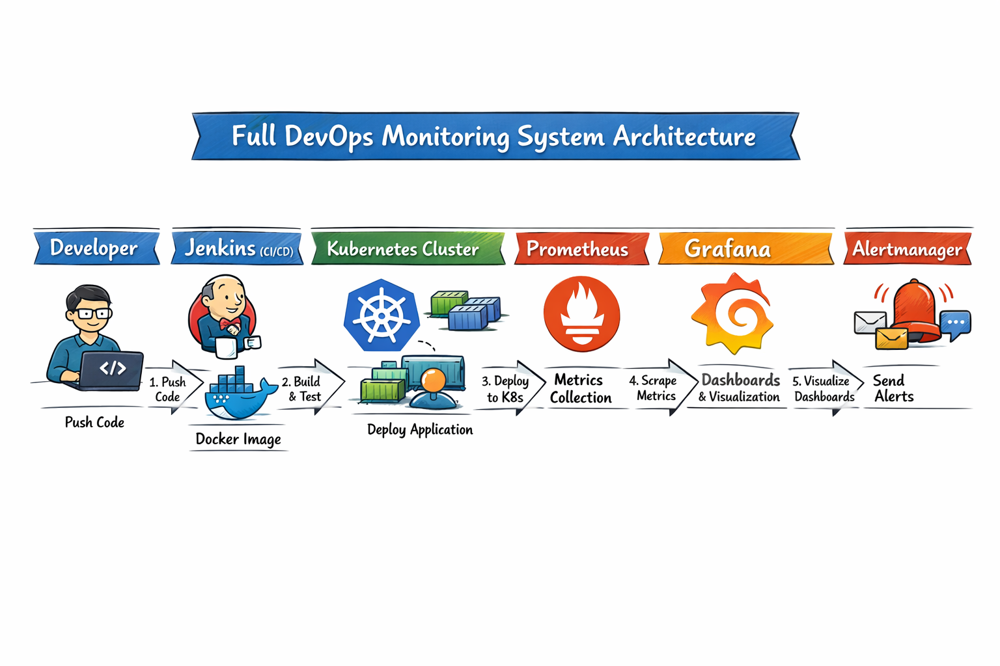 Full DevOps Monitoring System Architecture
Developer
Jenkins (CI/CD)
Kubernetes Cluster
Prometheus
Grafana
Alertmanager
</>
1. Push
Code
2. Build
& Test
3. Deploy
to K8s
Metrics
Collection
4. Scrape
Metrics
Dashboards
& Visualization
5. Visualize
Dashboards
Send
Alerts
Push Code
Docker Image
Deploy Application